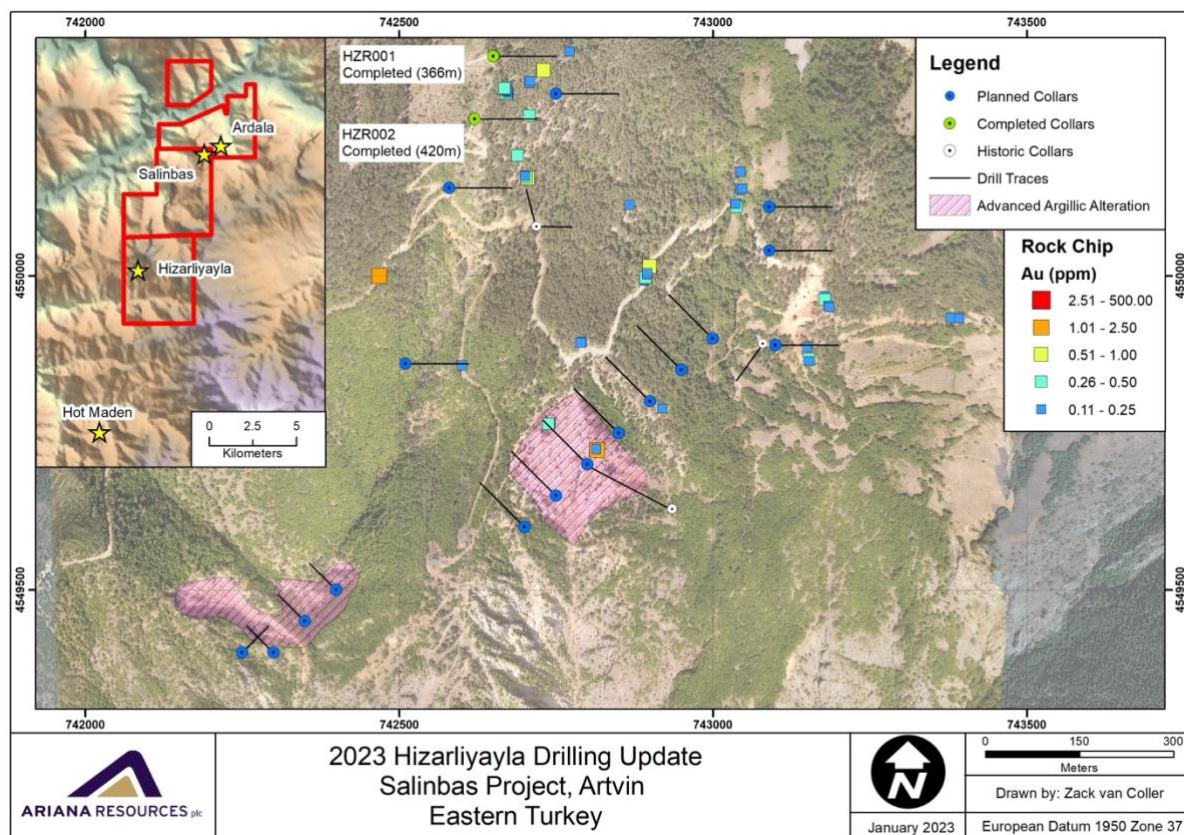 742000
742500
743000
743500
HZR001
Completed (366m)
HZR002
Completed (420m)
Ardala
Salinbas
Hizarliyayla
Hot Maden
0 2.5 5
Kilometers
Legend
Planned Collars
Completed Collars
Historic Collars
Drill Traces
Advanced Argillic Alteration
Rock Chip
Au (ppm)
2.51 - 500.00
1.01 - 2.50
0.51 - 1.00
0.26 - 0.50
0.11 - 0.25
4550000
4550000
4549500
4549500
742000
742500
743000
743500
ARIANA RESOURCES plc
2023 Hizarliyayla Drilling Update
Salinbas Project, Artvin
Eastern Turkey
N
January 2023
0 150 300
Meters
Drawn by: Zack van Coller
European Datum 1950 Zone 37